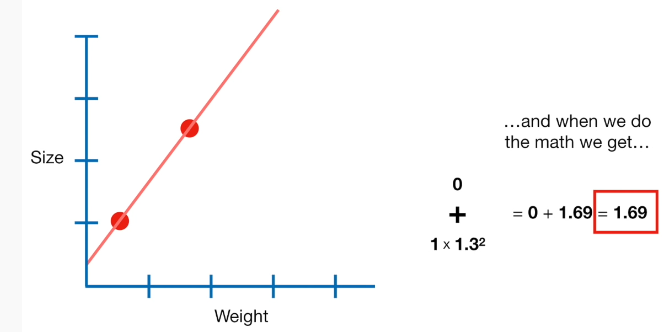 …and when we do
the math we get…
Size
0
+
1 x 1.3²
= 0 + 1.69 = 1.69
Weight